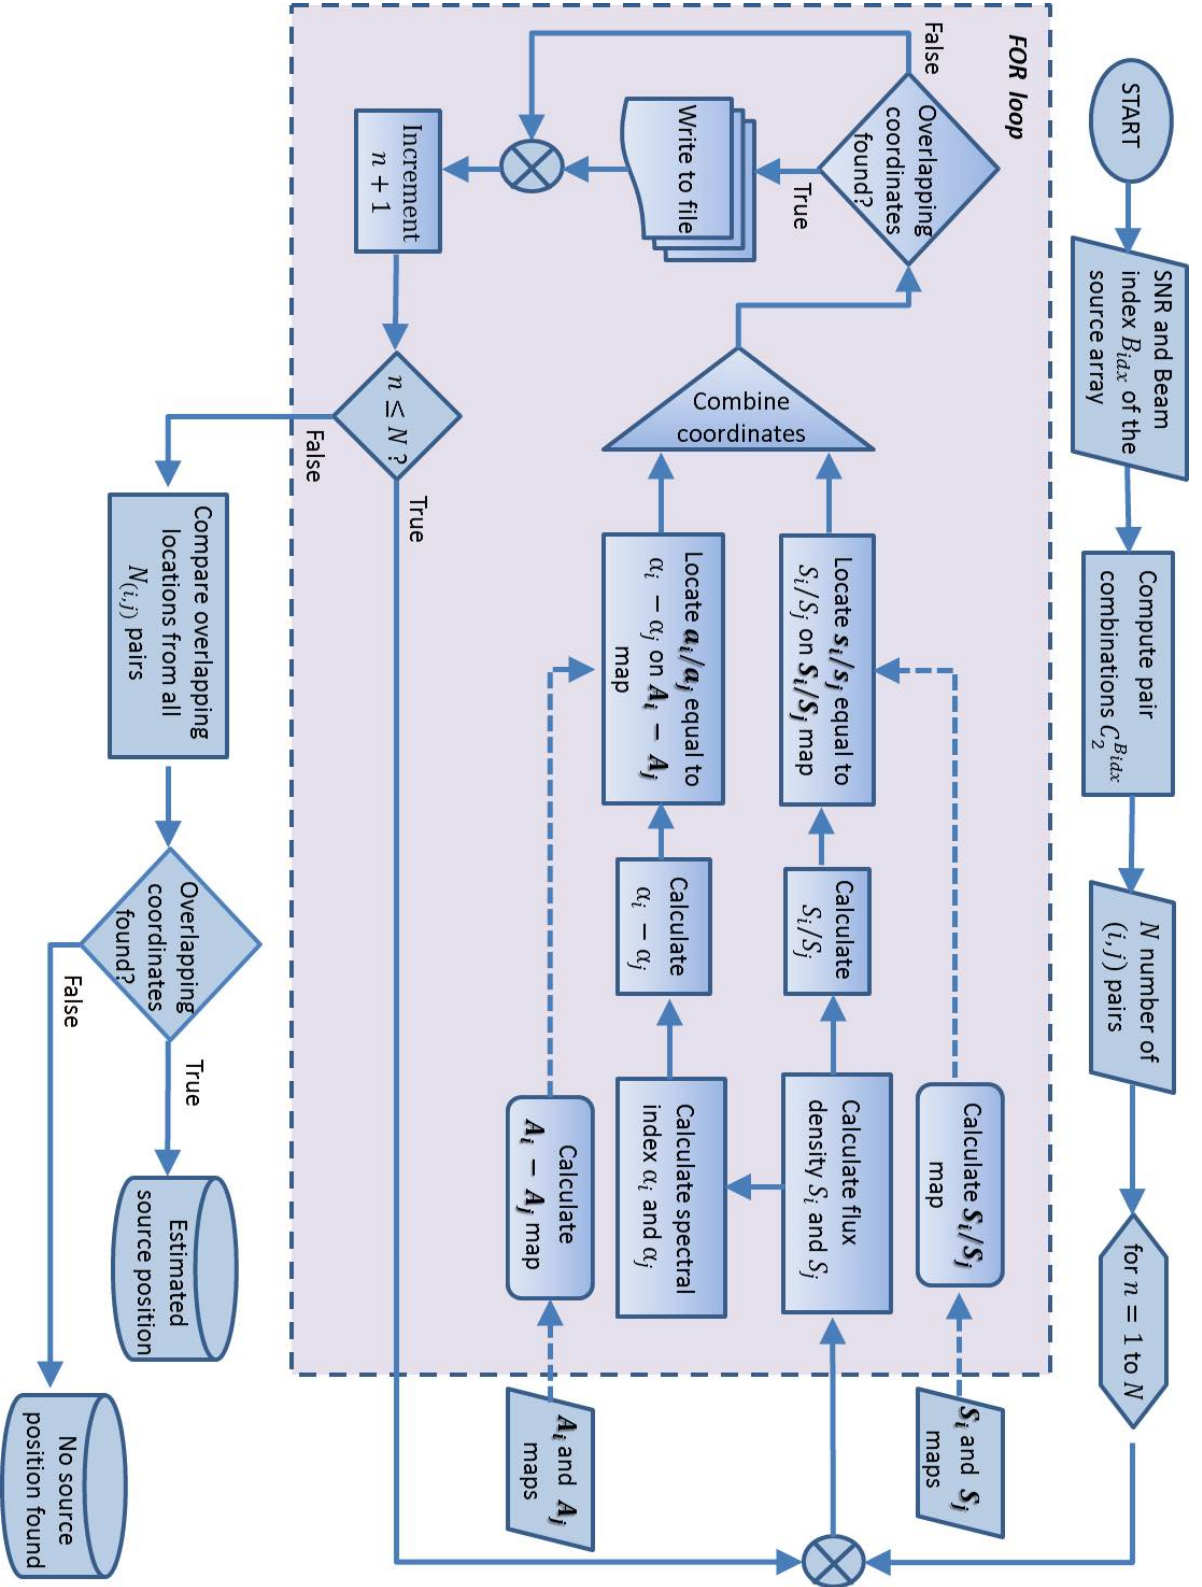 START
SNR and Beam
index B_idx of the
source array
Compute pair
combinations C_2^{B_idx}
N number of
(i, j) pairs
for n = 1 to N
FOR loop
S_i and S_j
maps
Calculate S_i/S_j
map
Calculate flux
density S_i and S_j
Calculate
S_i/S_j
Locate s_i/s_j equal to
S_i/S_j on S_i/S_j map
Calculate spectral
index α_i and α_j
Calculate
α_i − α_j
Locate a_i/a_j equal to
α_i − α_j on A_i − A_j
map
A_i and A_j
maps
Calculate
A_i − A_j map
Combine
coordinates
Overlapping
coordinates
found?
False
True
Write to file
Increment
n + 1
n ≤ N ?
True
False
Compare overlapping
locations from all
N_(i,j) pairs
Overlapping
coordinates
found?
True
False
Estimated
source position
No source
position found